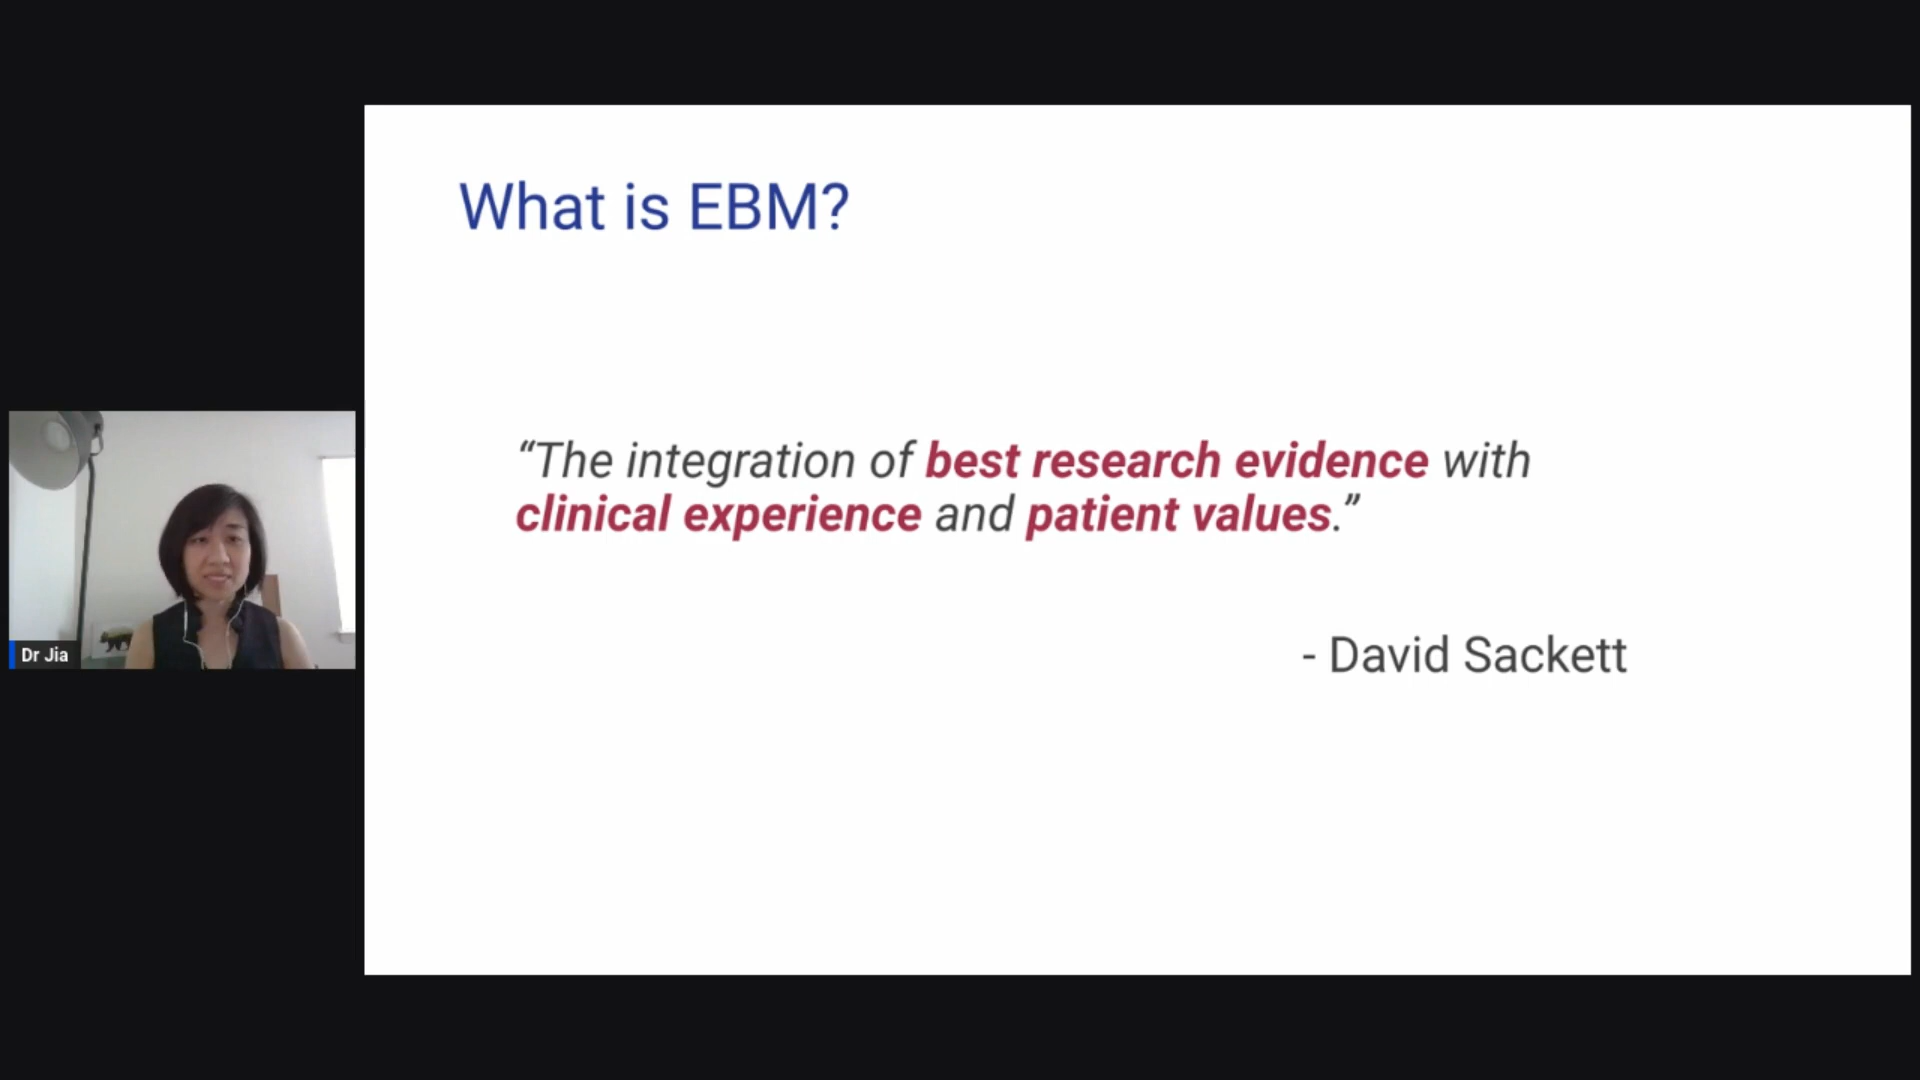 What is EBM?
“The integration of best research evidence with
clinical experience and patient values.”
- David Sackett
Dr Jia